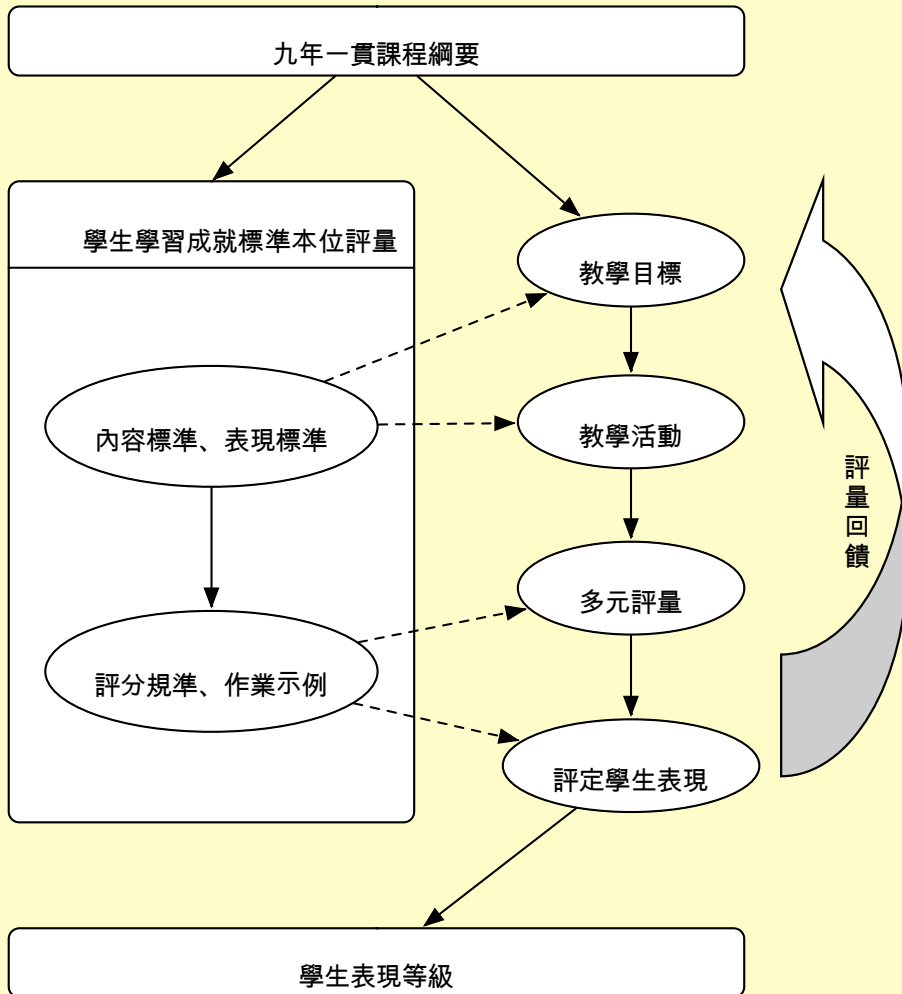 九年一貫課程綱要
學生學習成就標準本位評量
教學目標
內容標準、表現標準
教學活動
評量回饋
多元評量
評分規準、作業示例
評定學生表現
學生表現等級